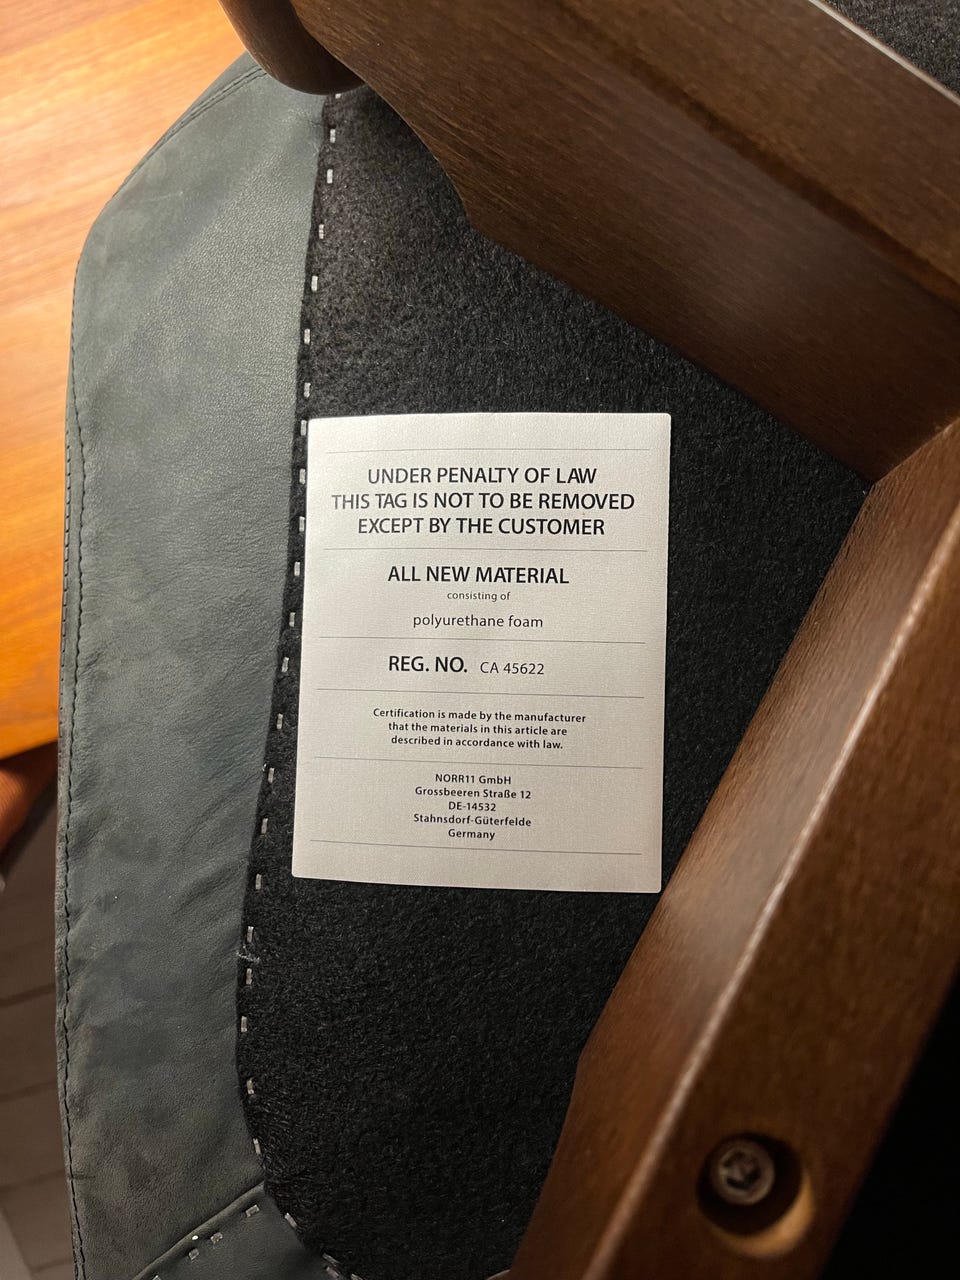 UNDER PENALTY OF LAW
THIS TAG IS NOT TO BE REMOVED
EXCEPT BY THE CUSTOMER
ALL NEW MATERIAL
consisting of
polyurethane foam
REG. NO. CA 45622
Certification is made by the manufacturer
that the materials in this article are
described in accordance with law.
NORR11 GmbH
Grossbeeren Straße 12
DE-14532
Stahnsdorf-Güterfelde
Germany